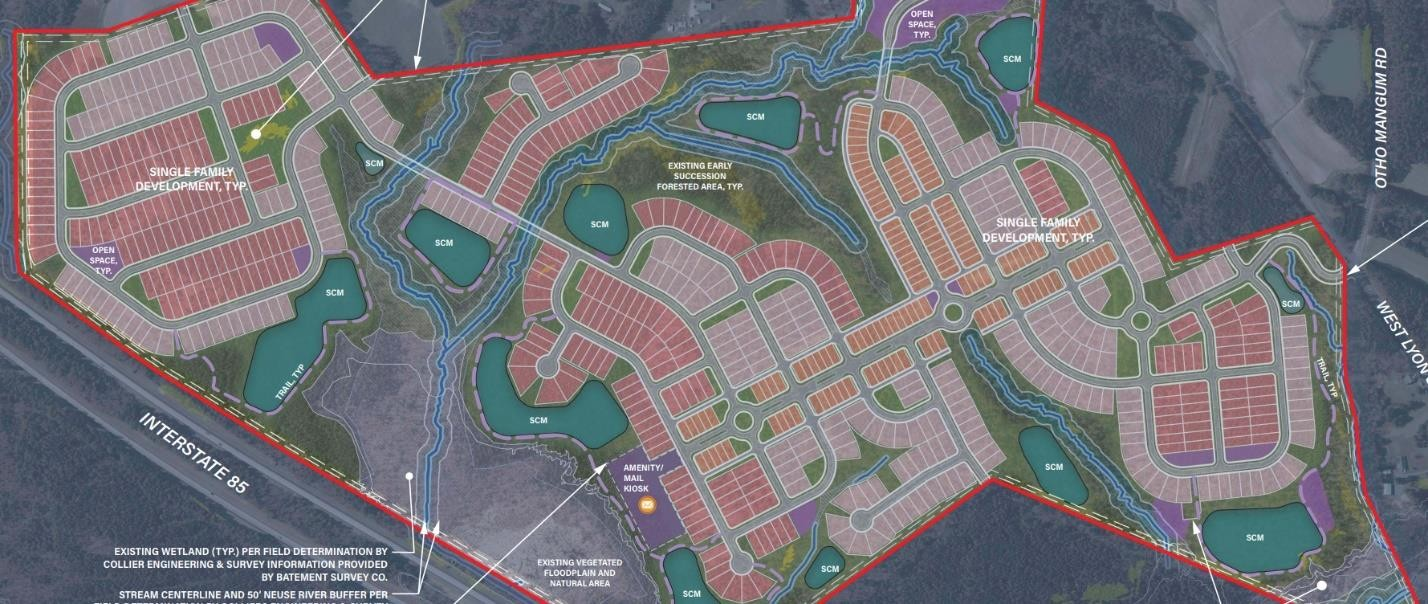 OPEN
SPACE,
TYP.
SCM
SCM
SCM
EXISTING EARLY
SUCCESSION
FORESTED AREA, TYP.
SINGLE FAMILY
DEVELOPMENT, TYP.
SCM
SCM
OPEN
SPACE,
TYP.
SCM
SINGLE FAMILY
DEVELOPMENT, TYP.
OTHO MANGUM RD
SCM
TRAIL, TYP
SCM
TRAIL, TYP
WEST LYON
INTERSTATE 85
SCM
AMENITY/
MAIL
KIOSK
SCM
SCM
EXISTING WETLAND (TYP.) PER FIELD DETERMINATION BY
COLLIER ENGINEERING & SURVEY INFORMATION PROVIDED
BY BATEMENT SURVEY CO.
STREAM CENTERLINE AND 50' NEUSE RIVER BUFFER PER
EXISTING VEGETATED
FLOODPLAIN AND
NATURAL AREA
SCM
SCM